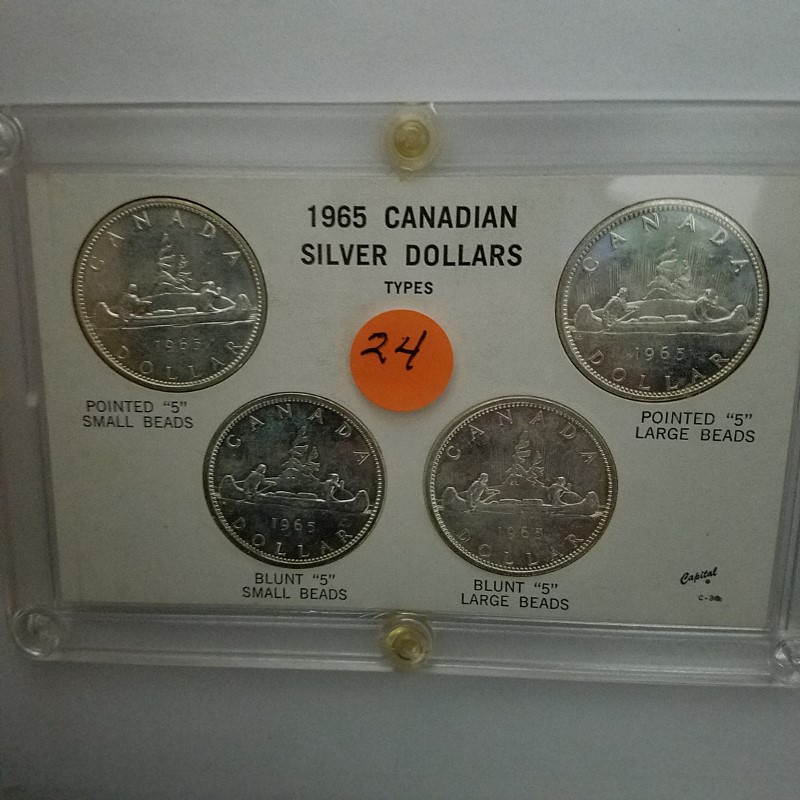 1965 CANADIAN
SILVER DOLLARS
TYPES
24
CANADA
1965
DOLLAR
POINTED "5"
SMALL BEADS
CANADA
1965
DOLLAR
POINTED "5"
LARGE BEADS
CANADA
1965
DOLLAR
BLUNT "5"
SMALL BEADS
CANADA
1965
DOLLAR
BLUNT "5"
LARGE BEADS
Capital